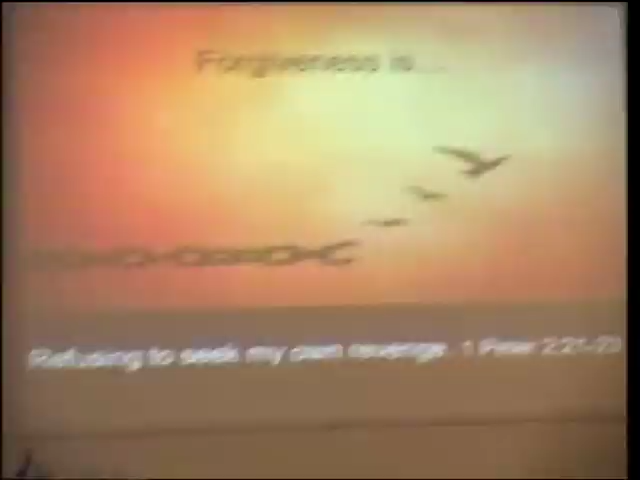 Forgiveness is...
Refusing to seek my own revenge. 1 Peter 2:21-23